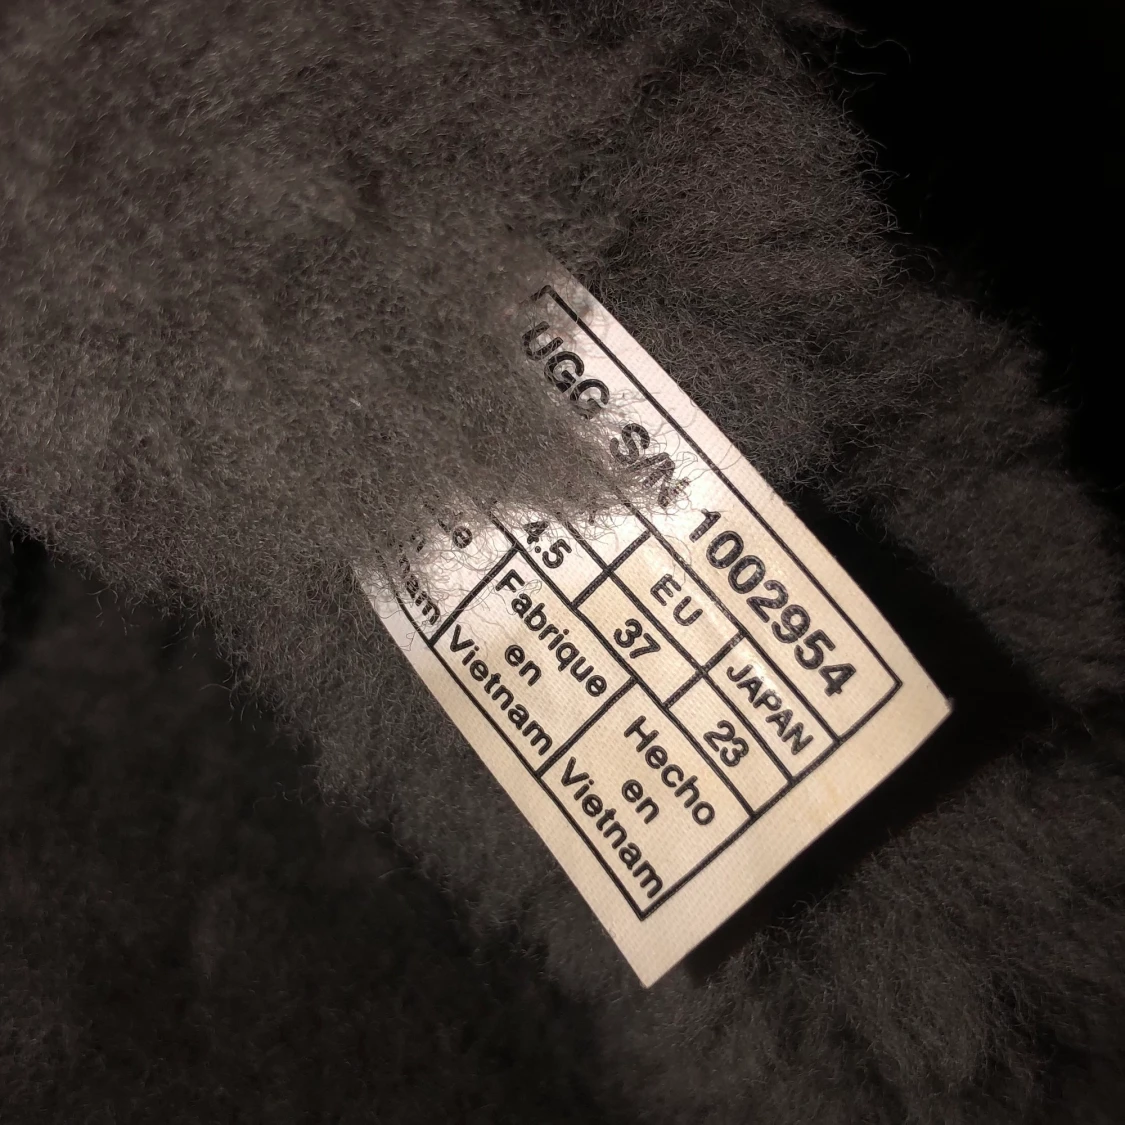 UGG S/N 1002954
EU JAPAN
4.5 37 23
Fabrique
en
Vietnam
Hecho
en
Vietnam